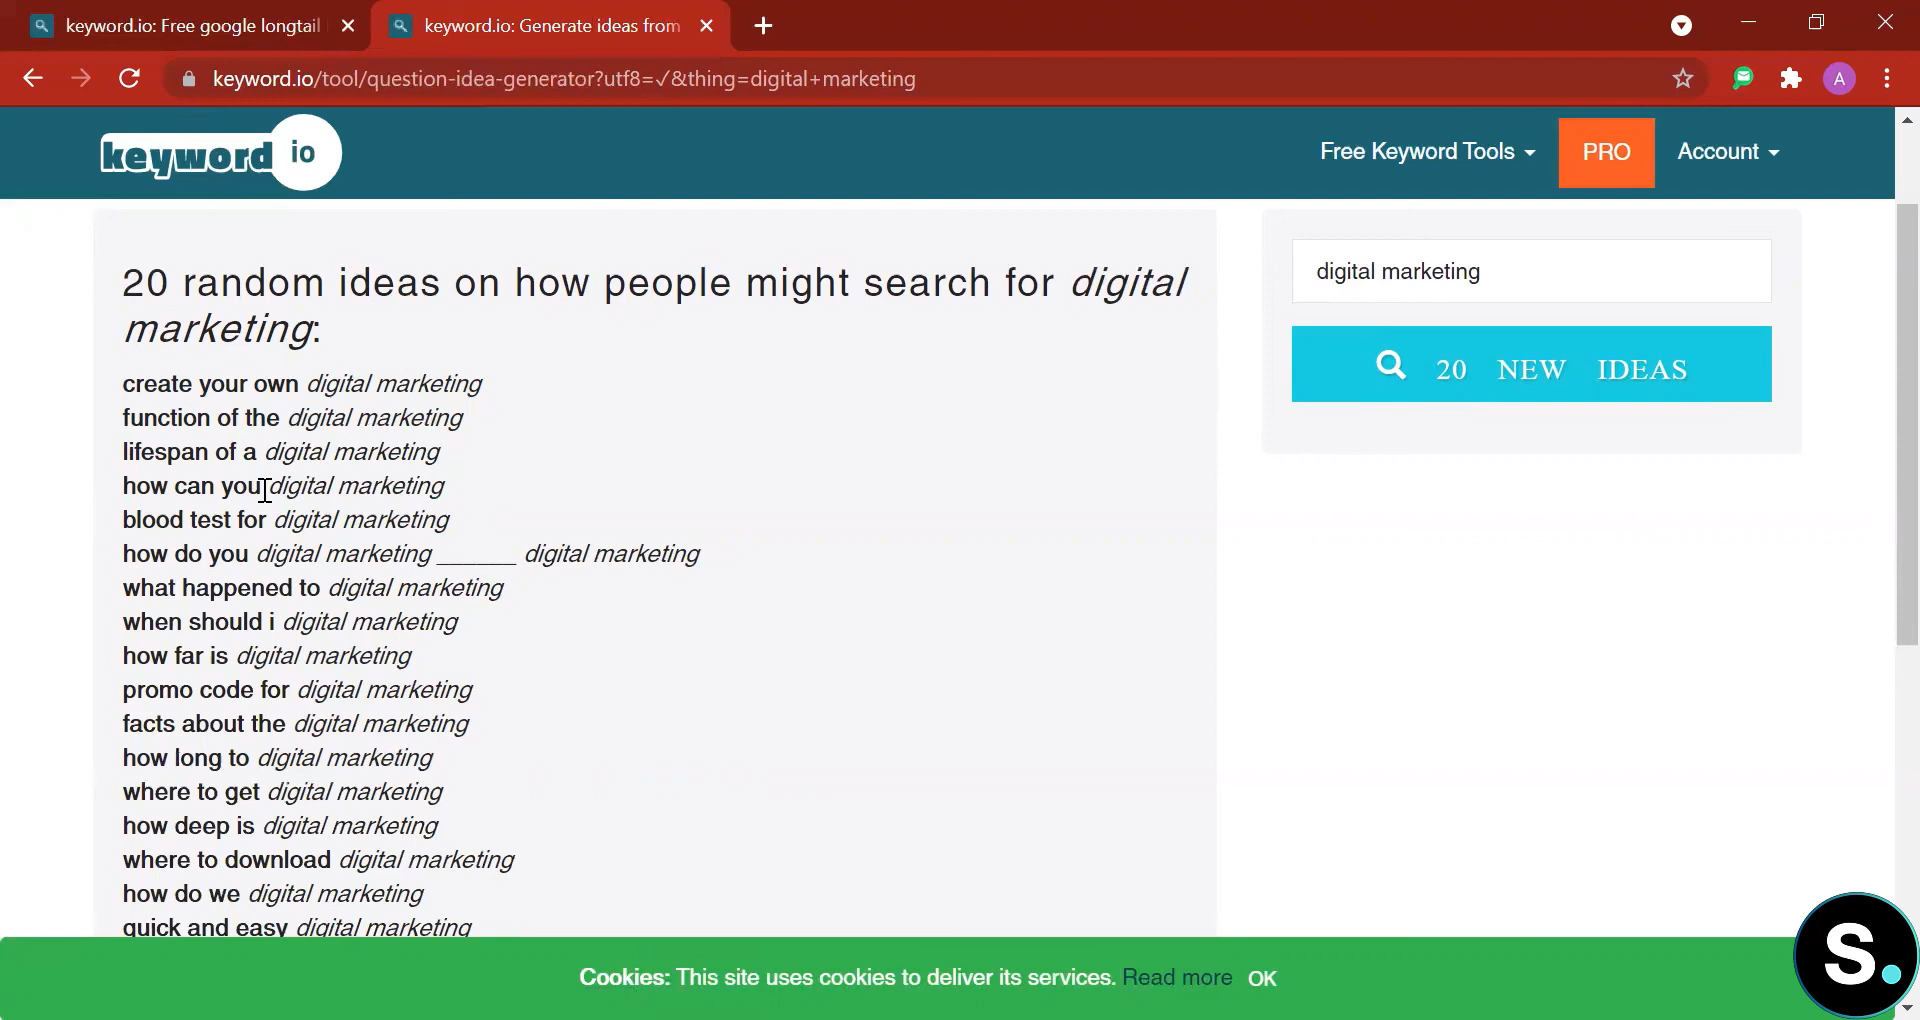 keyword.io: Free google longtail
keyword.io: Generate ideas from
keyword.io/tool/question-idea-generator?utf8=✓&thing=digital+marketing
A
keyword io
Free Keyword Tools
PRO
Account
20 random ideas on how people might search for digital
marketing:
create your own digital marketing
function of the digital marketing
lifespan of a digital marketing
how can you digital marketing
blood test for digital marketing
how do you digital marketing ______ digital marketing
what happened to digital marketing
when should i digital marketing
how far is digital marketing
promo code for digital marketing
facts about the digital marketing
how long to digital marketing
where to get digital marketing
how deep is digital marketing
where to download digital marketing
how do we digital marketing
quick and easy digital marketing
digital marketing
20 NEW IDEAS
Cookies: This site uses cookies to deliver its services. Read more OK
S.